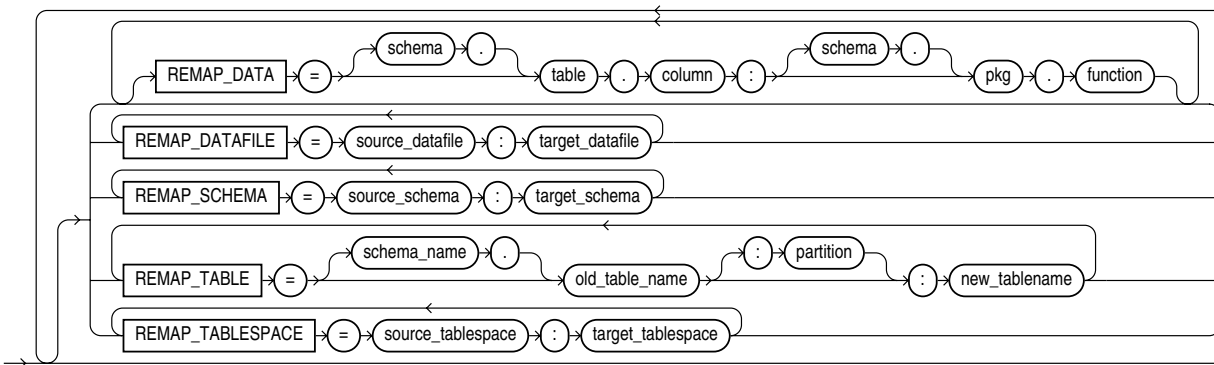 REMAP_DATA = schema . table . column : schema . pkg . function
REMAP_DATAFILE = source_datafile : target_datafile
REMAP_SCHEMA = source_schema : target_schema
REMAP_TABLE = schema_name . old_table_name : partition : new_tablename
REMAP_TABLESPACE = source_tablespace : target_tablespace